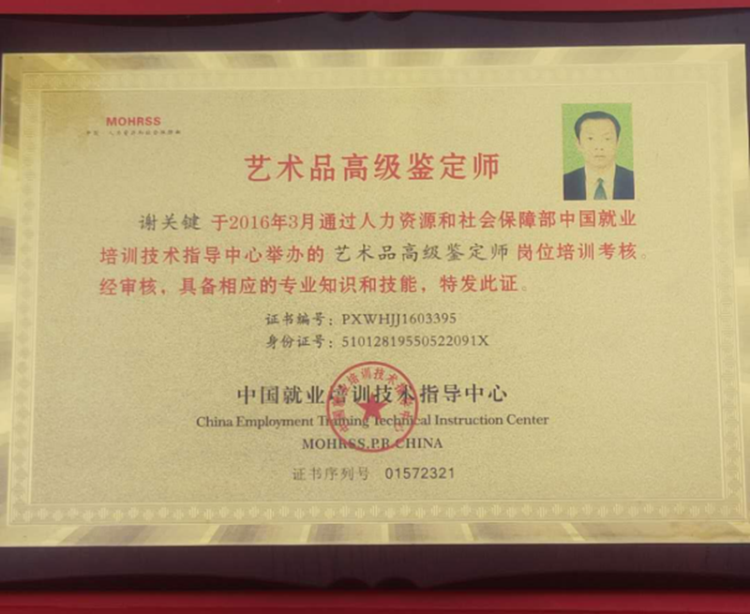 MOHRSS
艺术品高级鉴定师
谢关键 于2016年3月通过人力资源和社会保障部中国就业
培训技术指导中心举办的 艺术品高级鉴定师 岗位培训考核。
经审核，具备相应的专业知识和技能，特发此证。
证书编号：PXWHJJ1603395
身份证号：51012819550522091X
中国就业培训技术指导中心
China Employment Training Technical Instruction Center
MOHRSS.P.R.CHINA
证书序列号 01572321